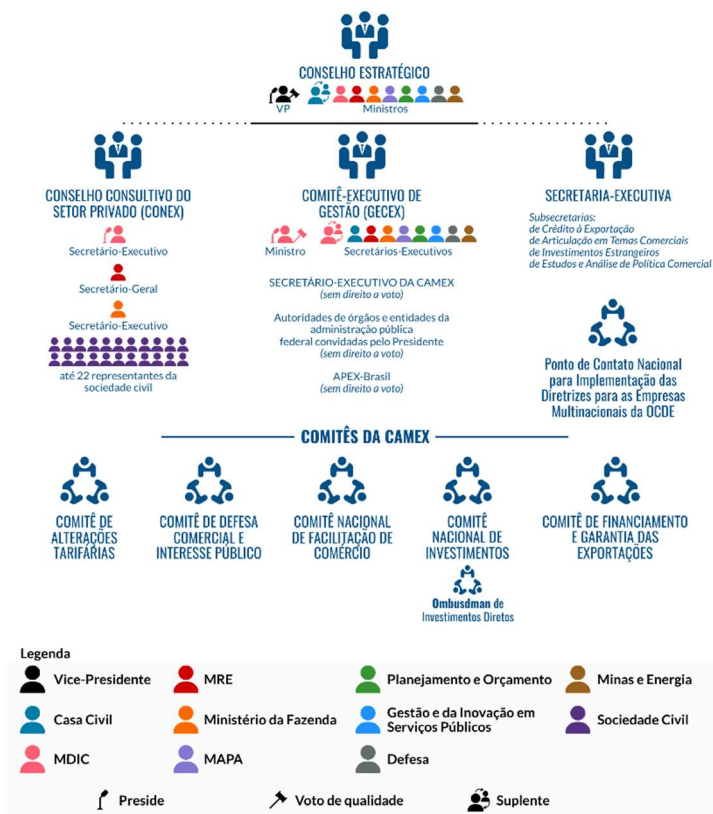 CONSELHO ESTRATÉGICO
VP
Ministros
CONSELHO CONSULTIVO DO
SETOR PRIVADO (CONEX)
Secretário-Executivo
Secretário-Geral
Secretário-Executivo
até 22 representantes da
sociedade civil
COMITÊ-EXECUTIVO DE
GESTÃO (GECEX)
Ministro
Secretários-Executivos
SECRETÁRIO-EXECUTIVO DA CAMEX
(sem direito a voto)
Autoridades de órgãos e entidades da
administração pública
federal convidadas pelo Presidente
(sem direito a voto)
APEX-Brasil
(sem direito a voto)
SECRETARIA-EXECUTIVA
Subsecretarias:
de Crédito à Exportação
de Articulação em Temas Comerciais
de Investimentos Estrangeiros
de Estudos e Análise de Política Comercial
Ponto de Contato Nacional
para Implementação das
Diretrizes para as Empresas
Multinacionais da OCDE
COMITÊS DA CAMEX
COMITÊ DE
ALTERAÇÕES
TARIFÁRIAS
COMITÊ DE DEFESA
COMERCIAL E
INTERESSE PÚBLICO
COMITÊ NACIONAL
DE FACILITAÇÃO DE
COMÉRCIO
COMITÊ
NACIONAL DE
INVESTIMENTOS
Ombusdman de
Investimentos Diretos
COMITÊ DE FINANCIAMENTO
E GARANTIA DAS
EXPORTAÇÕES
Legenda
Vice-Presidente
MRE
Planejamento e Orçamento
Minas e Energia
Casa Civil
Ministério da Fazenda
Gestão e da Inovação em
Serviços Públicos
Sociedade Civil
MDIC
MAPA
Defesa
Preside
Voto de qualidade
Suplente